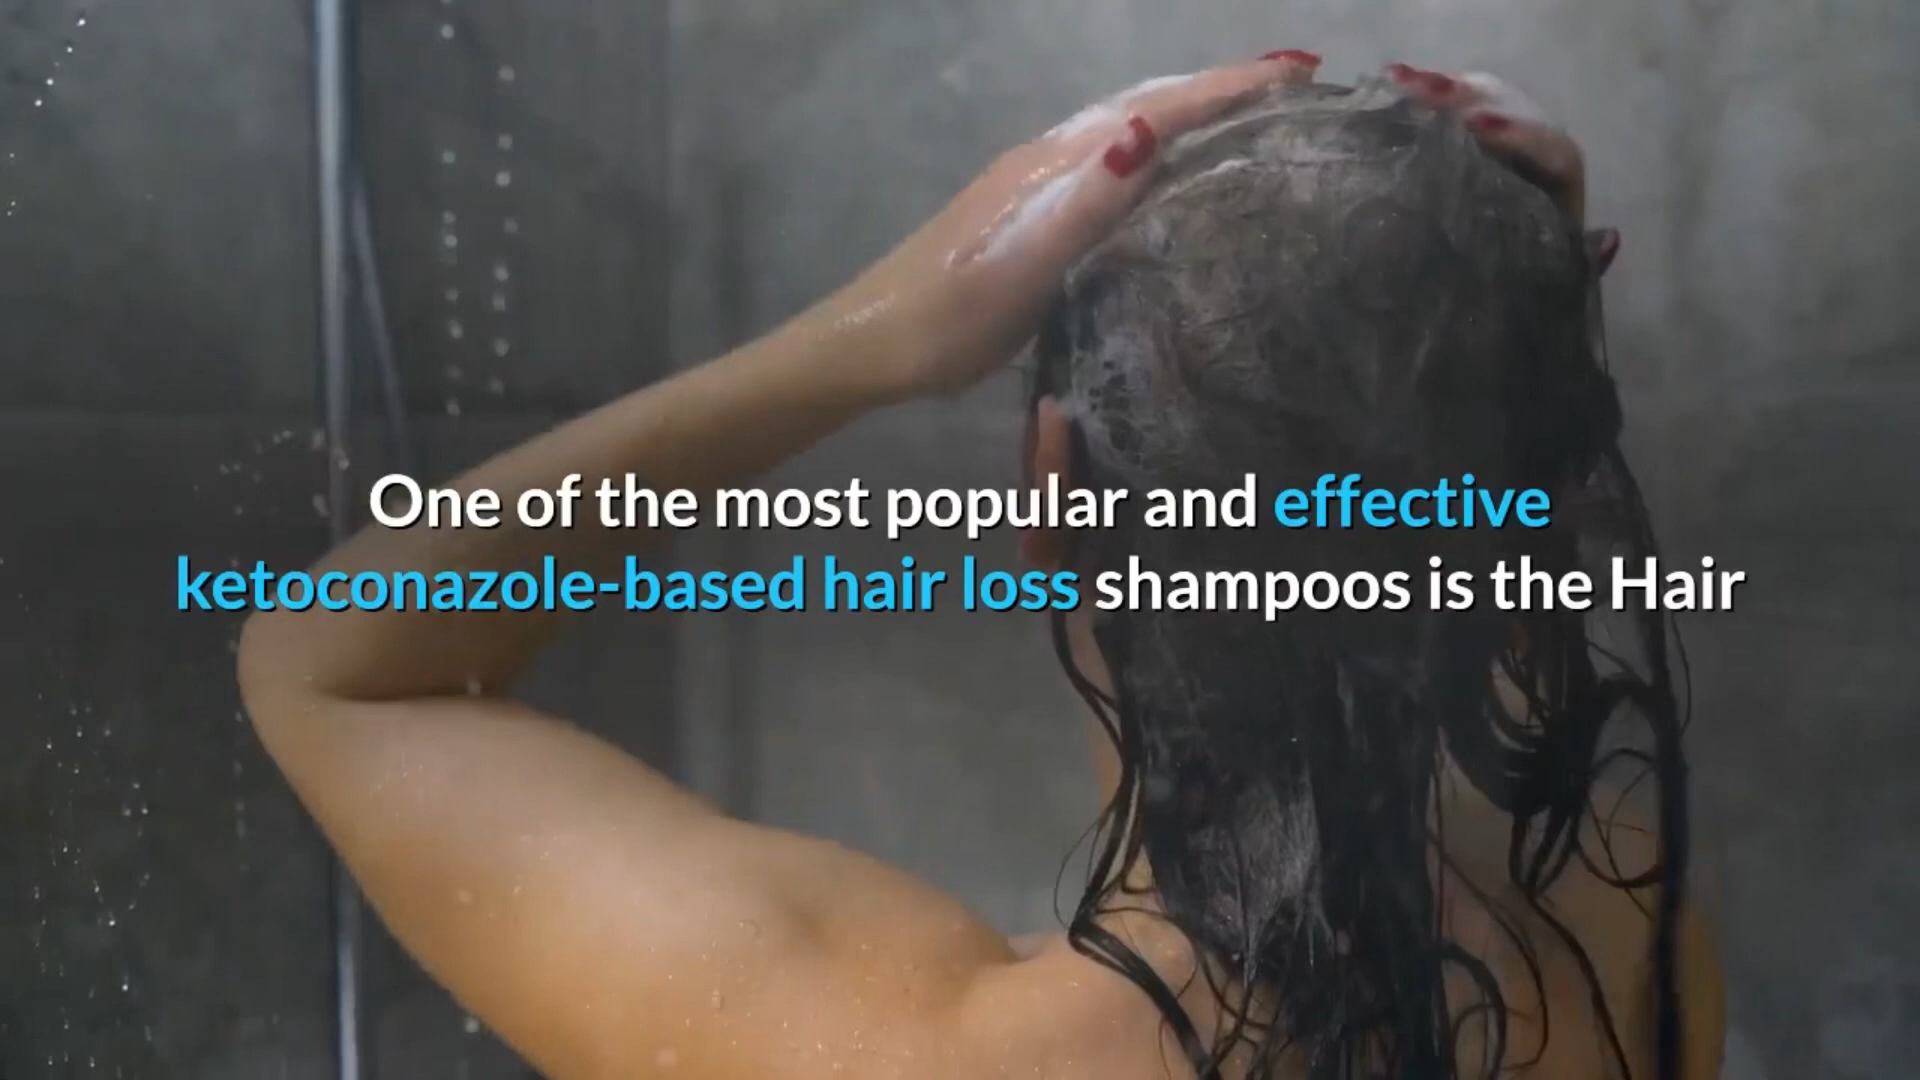 One of the most popular and effective
ketoconazole-based hair loss shampoos is the Hair